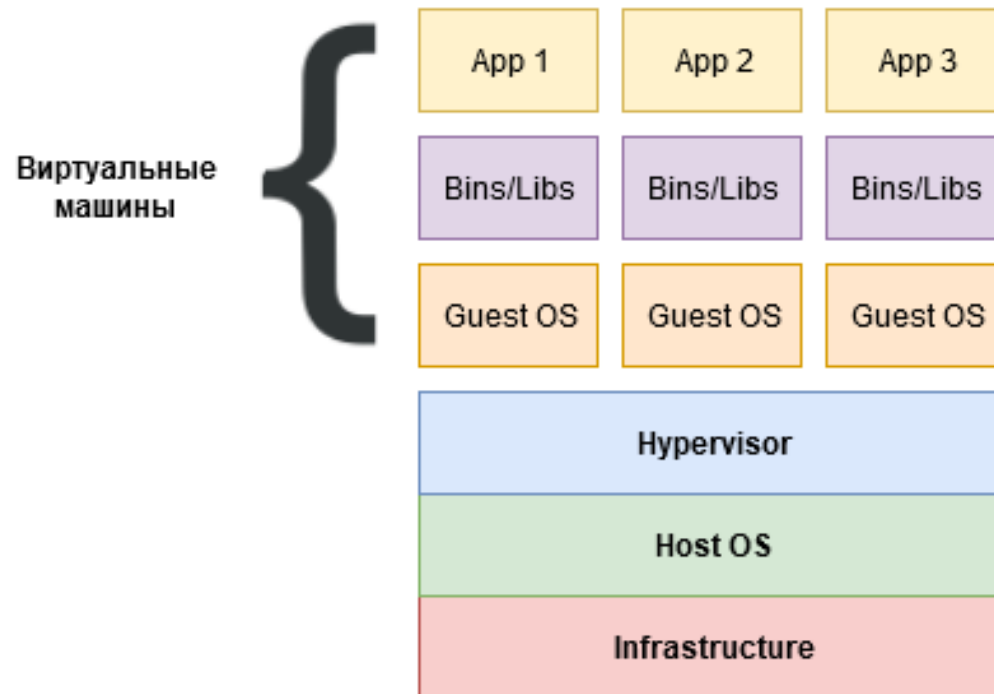 App 1 App 2 App 3
Виртуальные
машины
Bins/Libs Bins/Libs Bins/Libs
Guest OS Guest OS Guest OS
Hypervisor
Host OS
Infrastructure